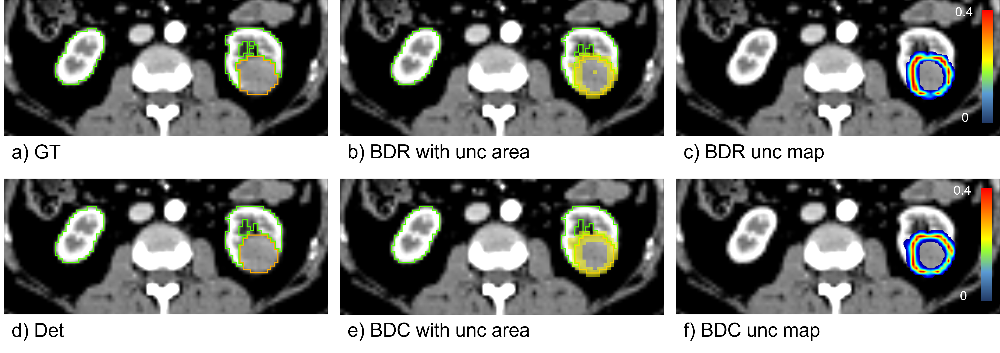 0.4
0
a) GT
b) BDR with unc area
c) BDR unc map
0.4
0
d) Det
e) BDC with unc area
f) BDC unc map